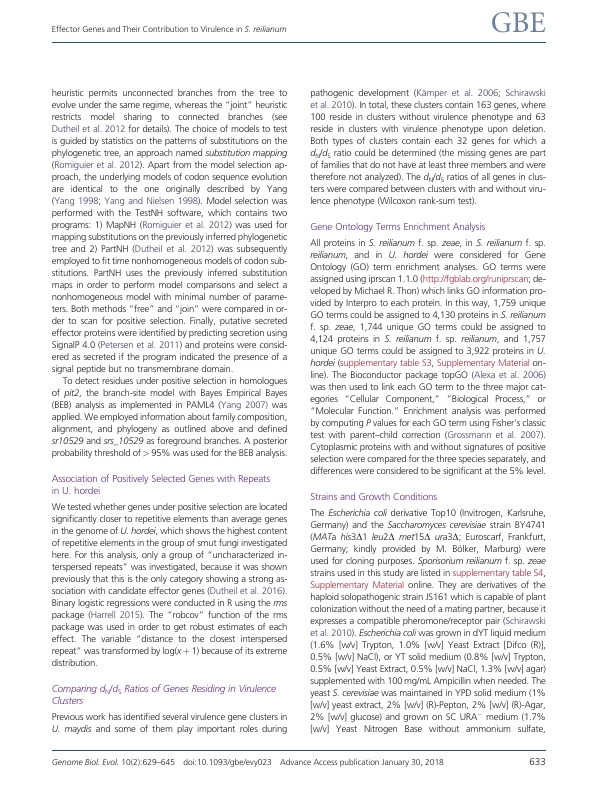 Effector Genes and Their Contribution to Virulence in S. reilianum
GBE
heuristic permits unconnected branches from the tree to
evolve under the same regime, whereas the “joint” heuristic
restricts model sharing to connected branches (see
Dutheil et al. 2012 for details). The choice of models to test
is guided by statistics on the patterns of substitutions on the
phylogenetic tree, an approach named substitution mapping
(Romiguier et al. 2012). Apart from the model selection ap-
proach, the underlying models of codon sequence evolution
are identical to the one originally described by Yang
(Yang 1998; Yang and Nielsen 1998). Model selection was
performed with the TestNH software, which contains two
programs: 1) MapNH (Romiguier et al. 2012) was used for
mapping substitutions on the previously inferred phylogenetic
tree and 2) PartNH (Dutheil et al. 2012) was subsequently
employed to fit time nonhomogeneous models of codon sub-
stitutions. PartNH uses the previously inferred substitution
maps in order to perform model comparisons and select a
nonhomogeneous model with minimal number of parame-
ters. Both methods “free” and “join” were compared in or-
der to scan for positive selection. Finally, putative secreted
effector proteins were identified by predicting secretion using
SignalP 4.0 (Petersen et al. 2011) and proteins were consid-
ered as secreted if the program indicated the presence of a
signal peptide but no transmembrane domain.
To detect residues under positive selection in homologues
of pit2, the branch-site model with Bayes Empirical Bayes
(BEB) analysis as implemented in PAML4 (Yang 2007) was
applied. We employed information about family composition,
alignment, and phylogeny as outlined above and defined
sr10529 and srs_10529 as foreground branches. A posterior
probability threshold of > 95% was used for the BEB analysis.
Association of Positively Selected Genes with Repeats
in U. hordei
We tested whether genes under positive selection are located
significantly closer to repetitive elements than average genes
in the genome of U. hordei, which shows the highest content
of repetitive elements in the group of smut fungi investigated
here. For this analysis, only a group of “uncharacterized in-
terspersed repeats” was investigated, because it was shown
previously that this is the only category showing a strong as-
sociation with candidate effector genes (Dutheil et al. 2016).
Binary logistic regressions were conducted in R using the rms
package (Harrell 2015). The “robcov” function of the rms
package was used in order to get robust estimates of each
effect. The variable “distance to the closest interspersed
repeat” was transformed by log(x + 1) because of its extreme
distribution.
Comparing dN/dS Ratios of Genes Residing in Virulence
Clusters
Previous work has identified several virulence gene clusters in
U. maydis and some of them play important roles during
pathogenic development (Kämper et al. 2006; Schirawski
et al. 2010). In total, these clusters contain 163 genes, where
100 reside in clusters without virulence phenotype and 63
reside in clusters with virulence phenotype upon deletion.
Both types of clusters contain each 32 genes for which a
dN/dS ratio could be determined (the missing genes are part
of families that do not have at least three members and were
therefore not analyzed). The dN/dS ratios of all genes in clus-
ters were compared between clusters with and without viru-
lence phenotype (Wilcoxon rank-sum test).
Gene Ontology Terms Enrichment Analysis
All proteins in S. reilianum f. sp. zeae, in S. reilianum f. sp.
reilianum, and in U. hordei were considered for Gene
Ontology (GO) term enrichment analyses. GO terms were
assigned using iprscan 1.1.0 (http://fgblab.org/runiprscan; de-
veloped by Michael R. Thon) which links GO information pro-
vided by Interpro to each protein. In this way, 1,759 unique
GO terms could be assigned to 4,130 proteins in S. reilianum
f. sp. zeae, 1,744 unique GO terms could be assigned to
4,124 proteins in S. reilianum f. sp. reilianum, and 1,757
unique GO terms could be assigned to 3,922 proteins in U.
hordei (supplementary table S3, Supplementary Material on-
line). The Bioconductor package topGO (Alexa et al. 2006)
was then used to link each GO term to the three major cat-
egories “Cellular Component,” “Biological Process,” or
“Molecular Function.” Enrichment analysis was performed
by computing P values for each GO term using Fisher’s classic
test with parent–child correction (Grossmann et al. 2007).
Cytoplasmic proteins with and without signatures of positive
selection were compared for the three species separately, and
differences were considered to be significant at the 5% level.
Strains and Growth Conditions
The Escherichia coli derivative Top10 (Invitrogen, Karlsruhe,
Germany) and the Saccharomyces cerevisiae strain BY4741
(MATa his3Δ1 leu2Δ met15Δ ura3Δ; Euroscarf, Frankfurt,
Germany; kindly provided by M. Bölker, Marburg) were
used for cloning purposes. Sporisorium reilianum f. sp. zeae
strains used in this study are listed in supplementary table S4,
Supplementary Material online. They are derivatives of the
haploid solopathogenic strain JS161 which is capable of plant
colonization without the need of a mating partner, because it
expresses a compatible pheromone/receptor pair (Schirawski
et al. 2010). Escherichia coli was grown in dYT liquid medium
(1.6% [w/v] Trypton, 1.0% [w/v] Yeast Extract [Difco (R)],
0.5% [w/v] NaCl), or YT solid medium (0.8% [w/v] Trypton,
0.5% [w/v] Yeast Extract, 0.5% [w/v] NaCl, 1.3% [w/v] agar)
supplemented with 100 mg/mL Ampicillin when needed. The
yeast S. cerevisiae was maintained in YPD solid medium (1%
[w/v] yeast extract, 2% [w/v] (R)-Pepton, 2% [w/v] (R)-Agar,
2% [w/v] glucose) and grown on SC URA− medium (1.7%
[w/v] Yeast Nitrogen Base without ammonium sulfate,
Genome Biol. Evol. 10(2):629–645 doi:10.1093/gbe/evy023 Advance Access publication January 30, 2018
633